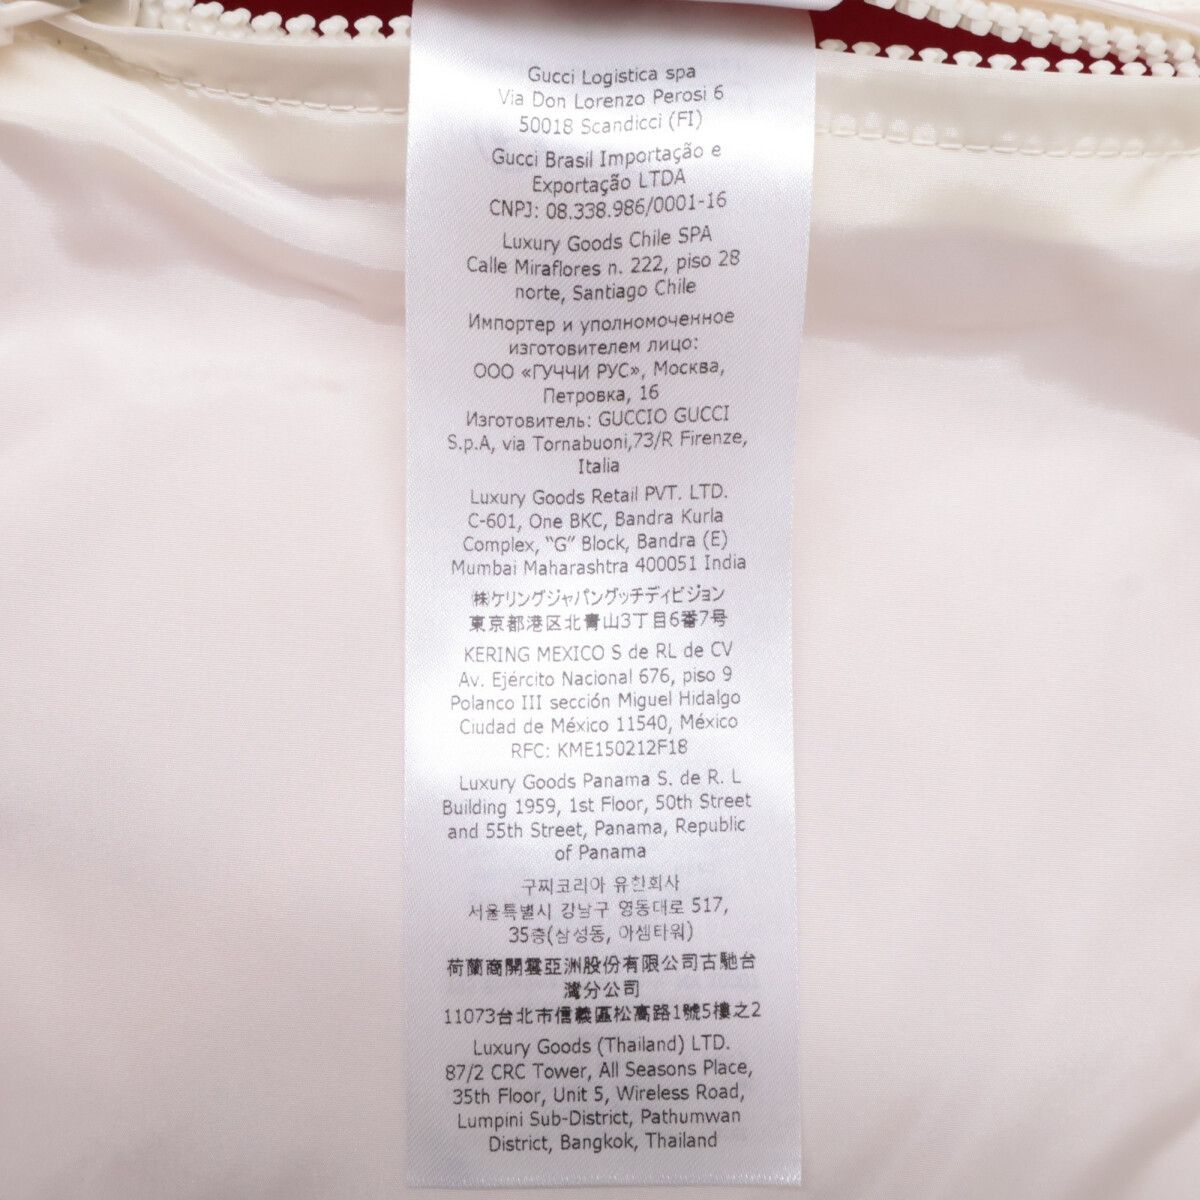 Gucci Logistica spa
Via Don Lorenzo Perosi 6
50018 Scandicci (FI)
Gucci Brasil Importação e
Exportação LTDA
CNPJ: 08.338.986/0001-16
Luxury Goods Chile SPA
Calle Miraflores n. 222, piso 28
norte, Santiago Chile
Импортер и уполномоченное
изготовителем лицо:
ООО «ГУЧЧИ РУС», Москва,
Петровка, 16
Изготовитель: GUCCIO GUCCI
S.p.A, via Tornabuoni,73/R Firenze,
Italia
Luxury Goods Retail PVT. LTD.
C-601, One BKC, Bandra Kurla
Complex, “G” Block, Bandra (E)
Mumbai Maharashtra 400051 India
㈱ケリングジャパングッチディビジョン
東京都港区北青山3丁目6番7号
KERING MEXICO S de RL de CV
Av. Ejército Nacional 676, piso 9
Polanco III sección Miguel Hidalgo
Ciudad de México 11540, México
RFC: KME150212F18
Luxury Goods Panama S. de R. L
Building 1959, 1st Floor, 50th Street
and 55th Street, Panama, Republic
of Panama
구찌코리아 유한회사
서울특별시 강남구 영동대로 517,
35층(삼성동, 아셈타워)
荷蘭商開雲亞洲股份有限公司古馳台
灣分公司
11073台北市信義區松高路1號5樓之2
Luxury Goods (Thailand) LTD.
87/2 CRC Tower, All Seasons Place,
35th Floor, Unit 5, Wireless Road,
Lumpini Sub-District, Pathumwan
District, Bangkok, Thailand